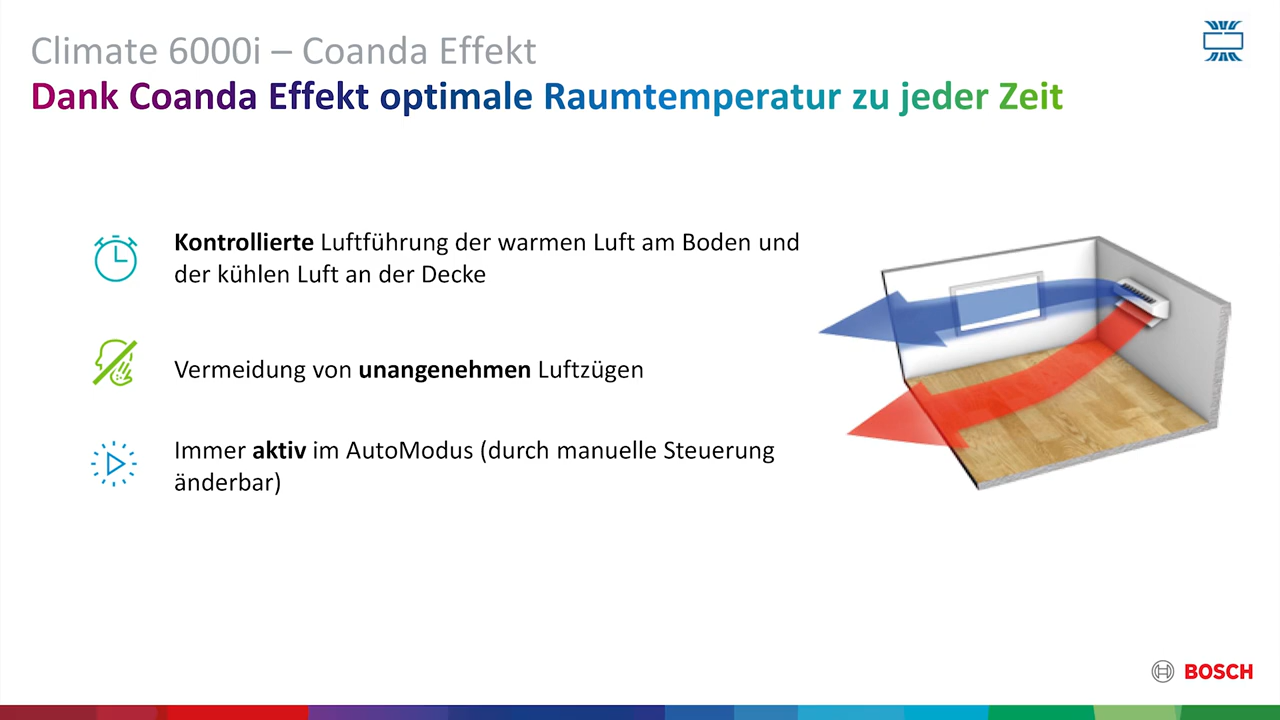 Climate 6000i – Coanda Effekt
Dank Coanda Effekt optimale Raumtemperatur zu jeder Zeit
Kontrollierte Luftführung der warmen Luft am Boden und
der kühlen Luft an der Decke
Vermeidung von unangenehmen Luftzügen
Immer aktiv im AutoModus (durch manuelle Steuerung
änderbar)
BOSCH